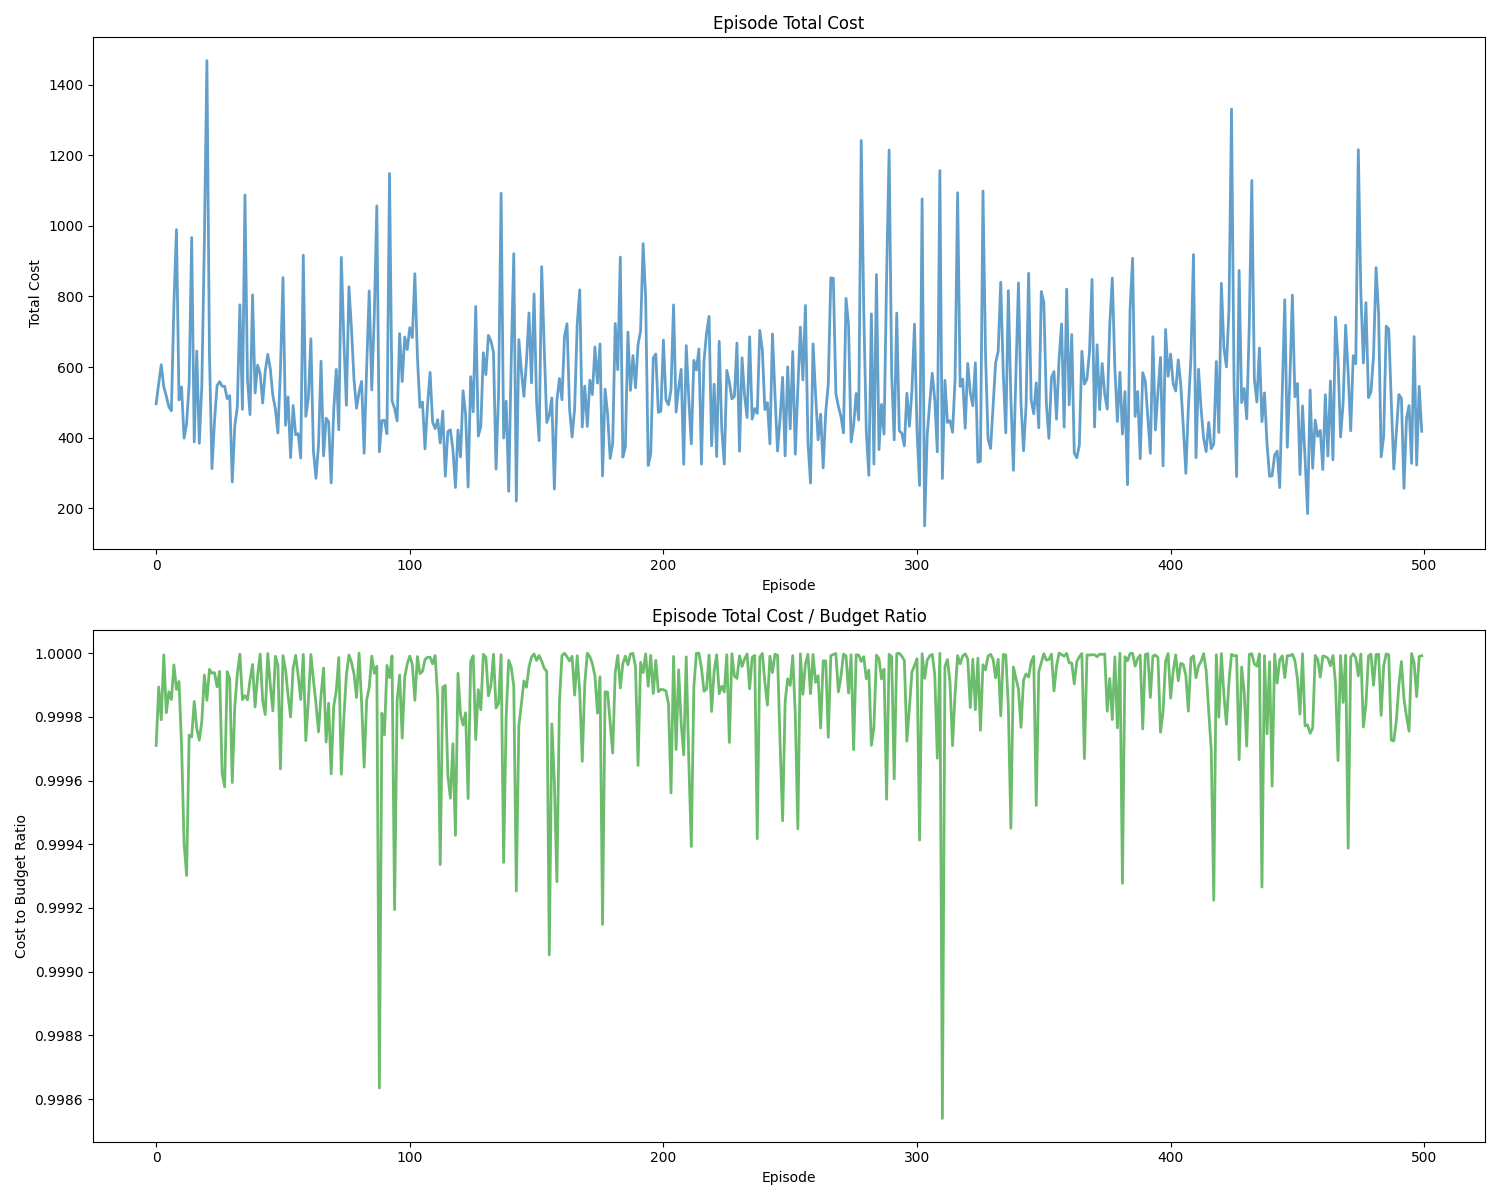 Episode Total Cost
Total Cost
1400
1200
1000
800
600
400
200
0 100 200 300 400 500
Episode
Episode Total Cost / Budget Ratio
Cost to Budget Ratio
1.0000
0.9998
0.9996
0.9994
0.9992
0.9990
0.9988
0.9986
0 100 200 300 400 500
Episode